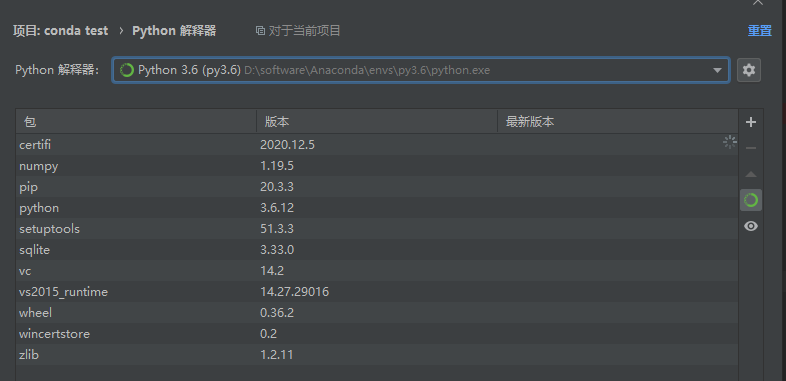 项目: conda test › Python 解释器 对于当前项目 重置
Python 解释器: Python 3.6 (py3.6) D:\software\Anaconda\envs\py3.6\python.exe
包 版本 最新版本
certifi 2020.12.5
numpy 1.19.5
pip 20.3.3
python 3.6.12
setuptools 51.3.3
sqlite 3.33.0
vc 14.2
vs2015_runtime 14.27.29016
wheel 0.36.2
wincertstore 0.2
zlib 1.2.11